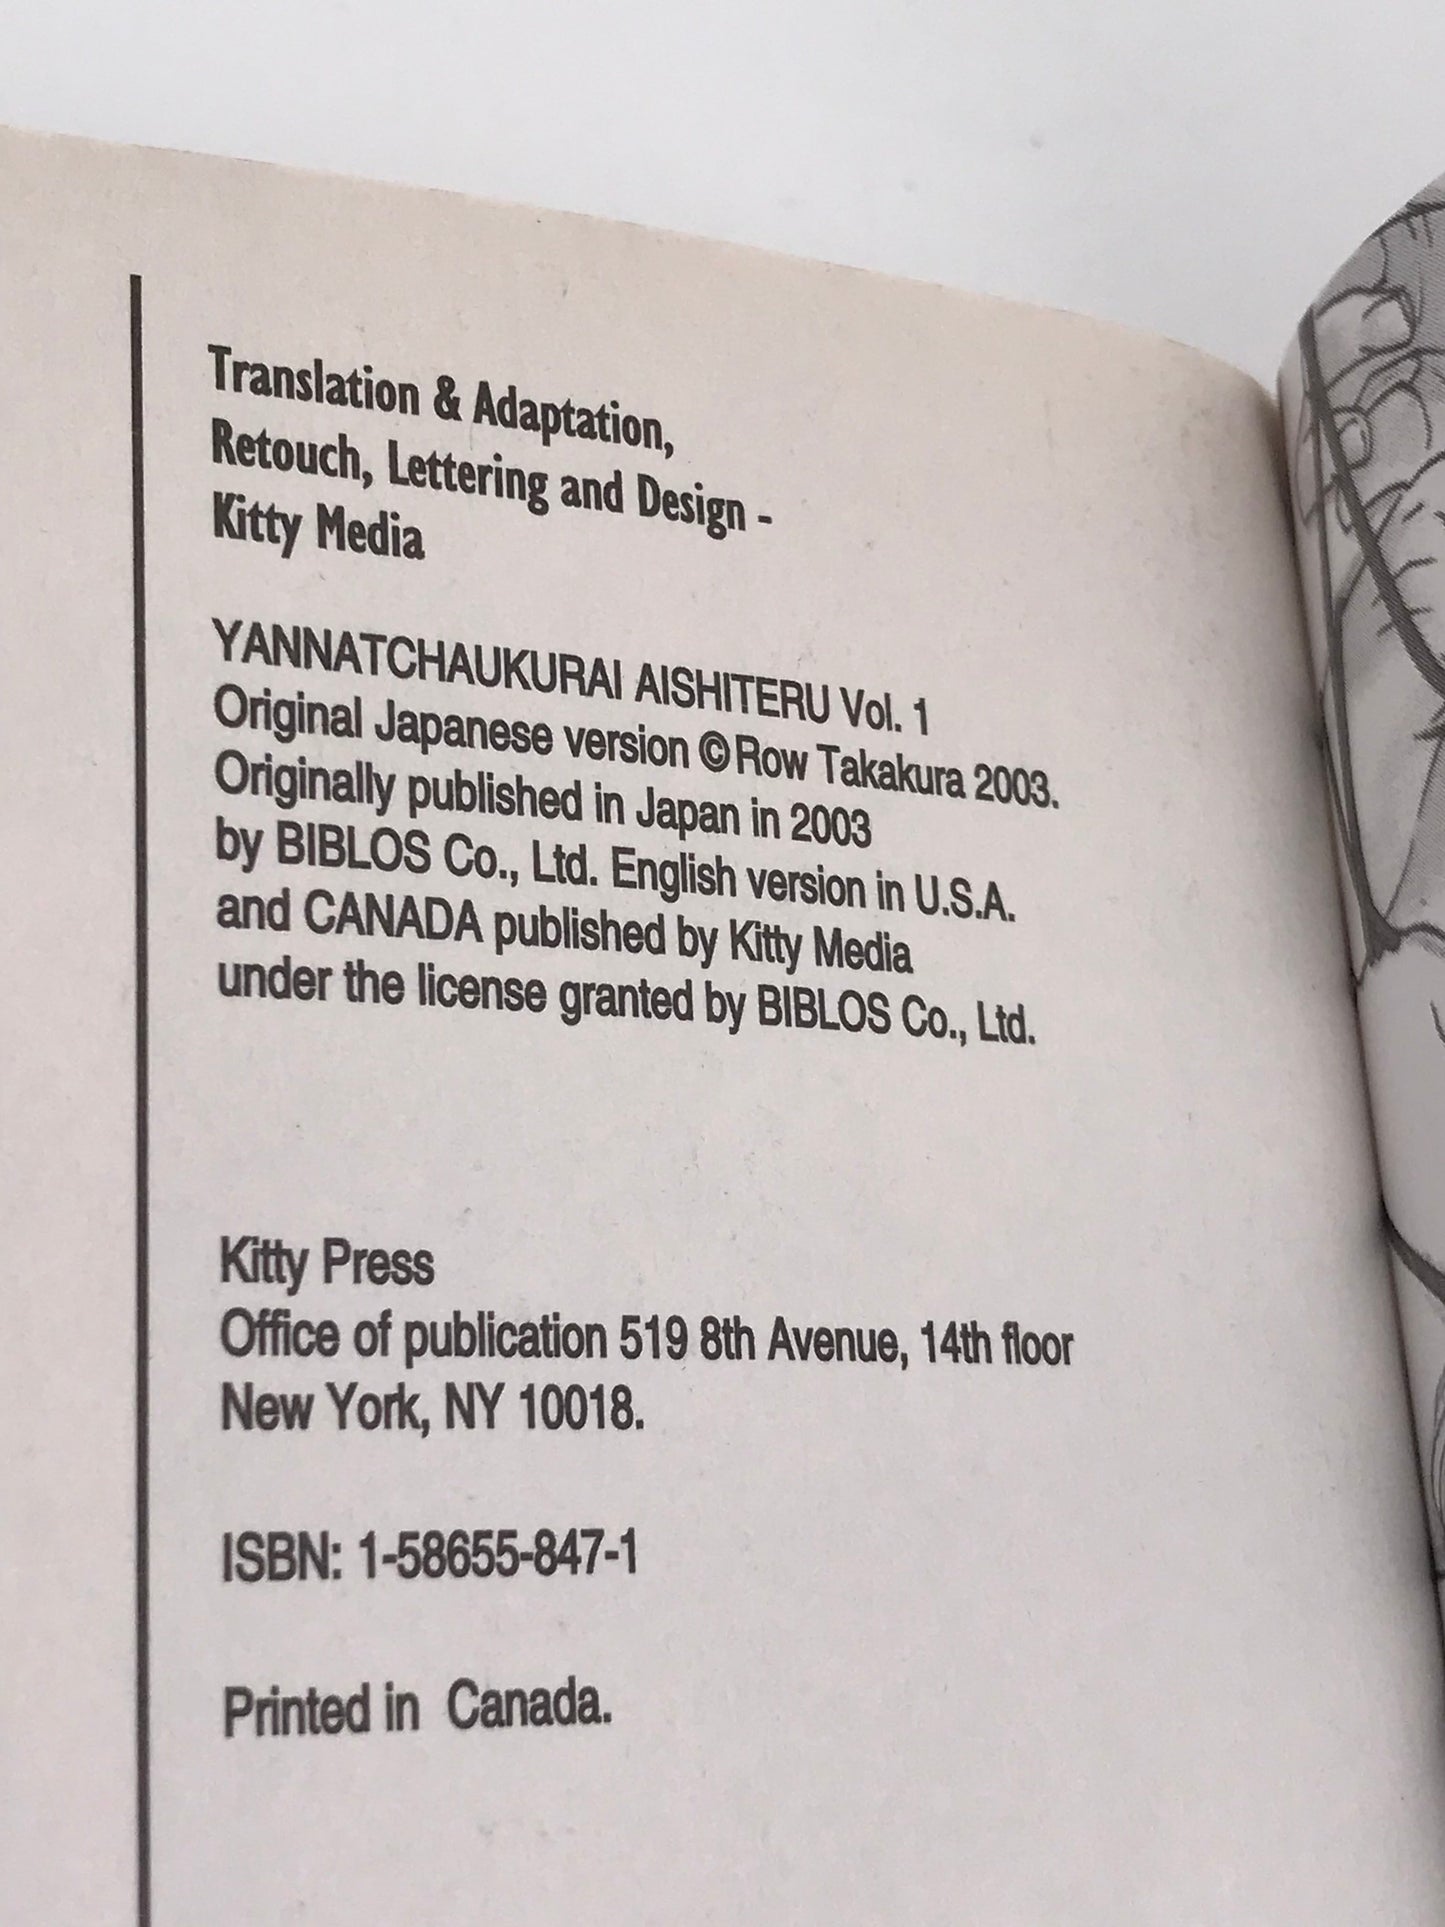 Translation & Adaptation,
Retouch, Lettering and Design -
Kitty Media
YANNATCHAUKURAI AISHITERU Vol. 1
Original Japanese version © Row Takakura 2003.
Originally published in Japan in 2003
by BIBLOS Co., Ltd. English version in U.S.A.
and CANADA published by Kitty Media
under the license granted by BIBLOS Co., Ltd.
Kitty Press
Office of publication 519 8th Avenue, 14th floor
New York, NY 10018.
ISBN: 1-58655-847-1
Printed in Canada.